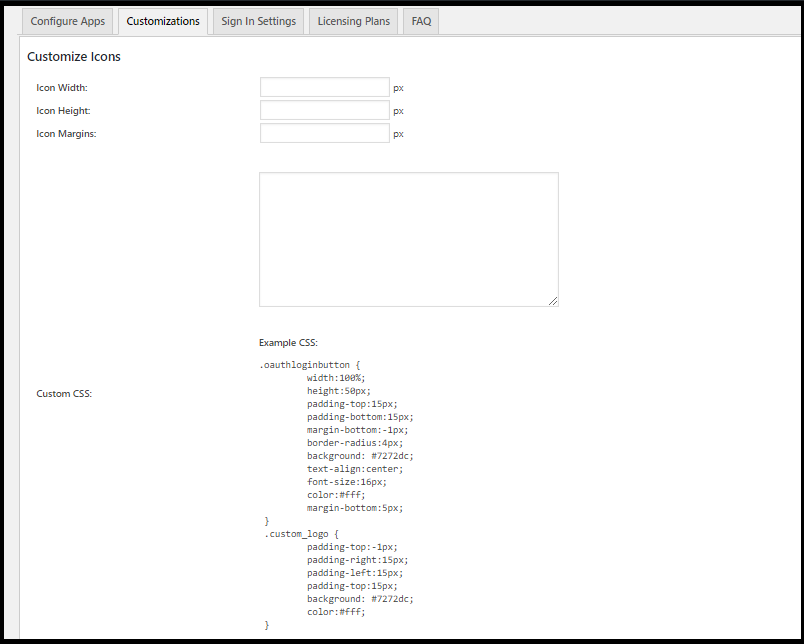 Configure Apps Customizations Sign In Settings Licensing Plans FAQ
Customize Icons
Icon Width: px
Icon Height: px
Icon Margins: px
Example CSS:
Custom CSS:
.oauthloginbutton {
width:100%;
height:50px;
padding-top:15px;
padding-bottom:15px;
margin-bottom:-1px;
border-radius:4px;
background: #7272dc;
text-align:center;
font-size:16px;
color:#fff;
margin-bottom:5px;
}
.custom_logo {
padding-top:-1px;
padding-right:15px;
padding-left:15px;
padding-top:15px;
background: #7272dc;
color:#fff;
}